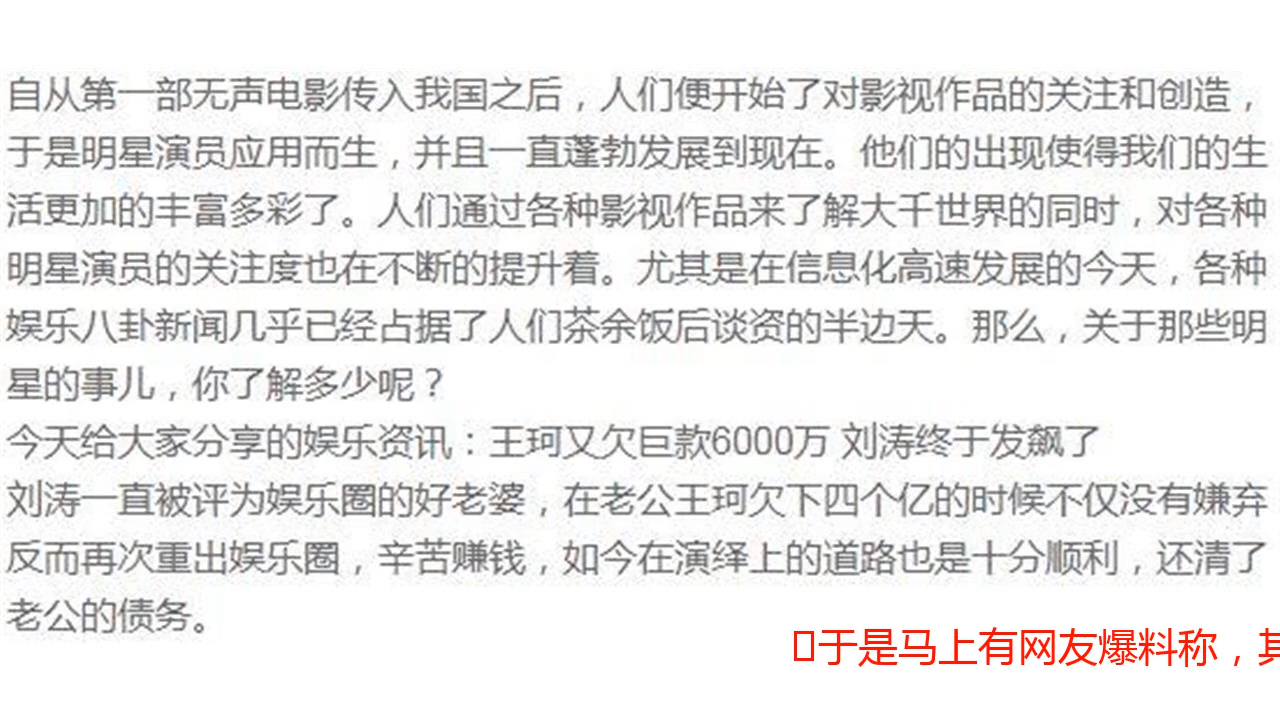 自从第一部无声电影传入我国之后，人们便开始了对影视作品的关注和创造，
于是明星演员应用而生，并且一直蓬勃发展到现在。他们的出现使得我们的生
活更加的丰富多彩了。人们通过各种影视作品来了解大千世界的同时，对各种
明星演员的关注度也在不断的提升着。尤其是在信息化高速发展的今天，各种
娱乐八卦新闻几乎已经占据了人们茶余饭后谈资的半边天。那么，关于那些明
星的事儿，你了解多少呢？
今天给大家分享的娱乐资讯：王珂又欠巨款6000万 刘涛终于发飙了
刘涛一直被评为娱乐圈的好老婆，在老公王珂欠下四个亿的时候不仅没有嫌弃
反而再次重出娱乐圈，辛苦赚钱，如今在演绎上的道路也是十分顺利，还清了
老公的债务。
于是马上有网友爆料称，其